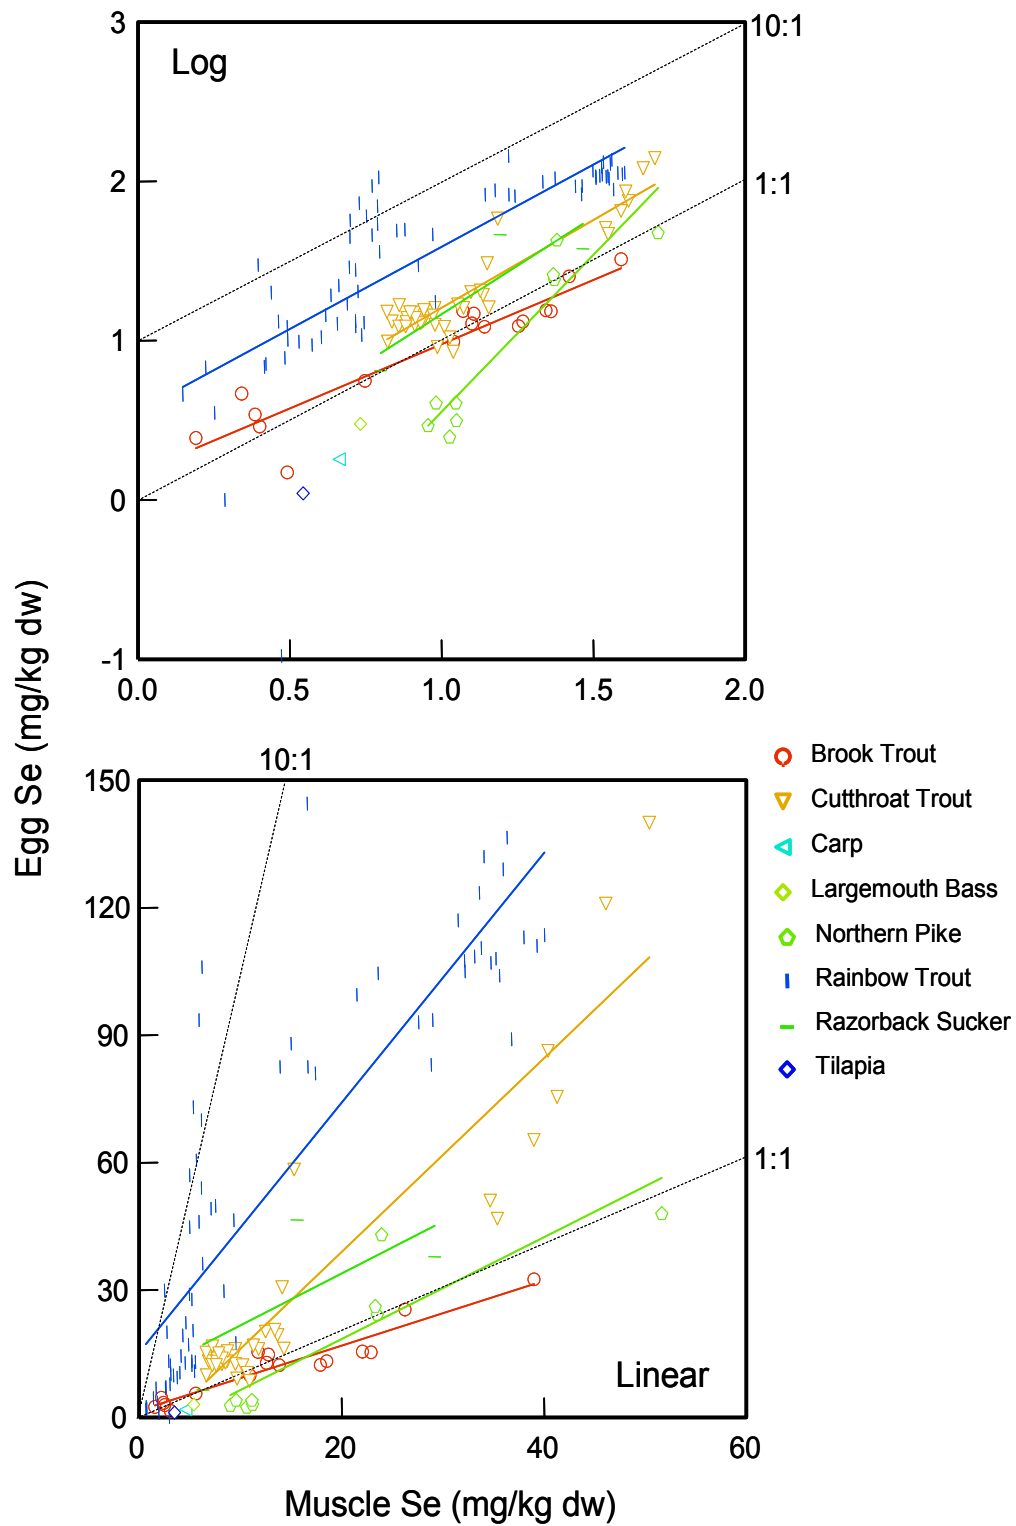 3
10:1
Log
2
1:1
1
0
-1
0.0 0.5 1.0 1.5 2.0
Egg Se (mg/kg dw)
10:1
150
Brook Trout
Cutthroat Trout
Carp
120
Largemouth Bass
Northern Pike
Rainbow Trout
90
Razorback Sucker
Tilapia
60
1:1
30
Linear
0
0 20 40 60
Muscle Se (mg/kg dw)